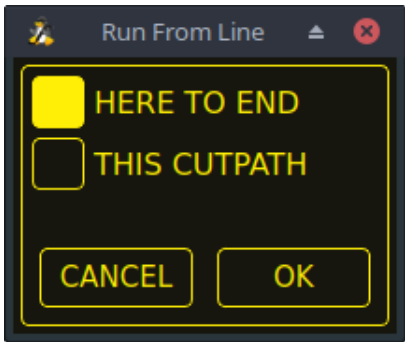 Run From Line
HERE TO END
THIS CUTPATH
CANCEL
OK